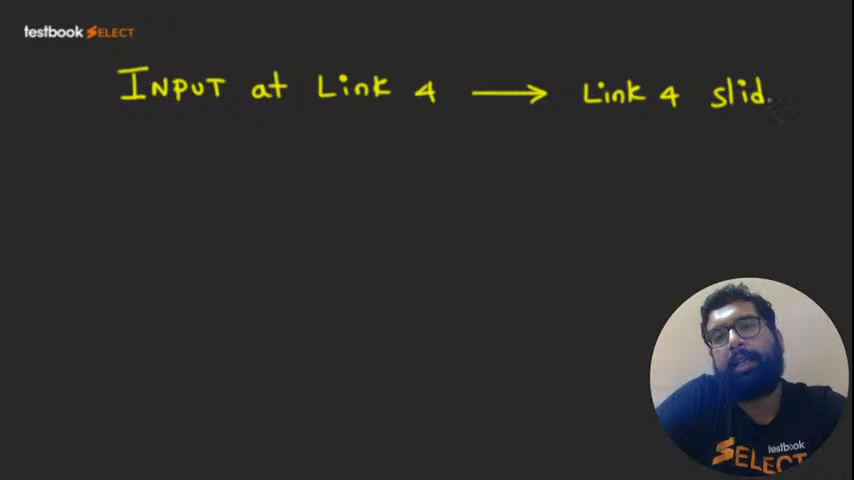 testbook SELECT
INPUT at Link 4 → Link 4 slid
testbook
SELECT